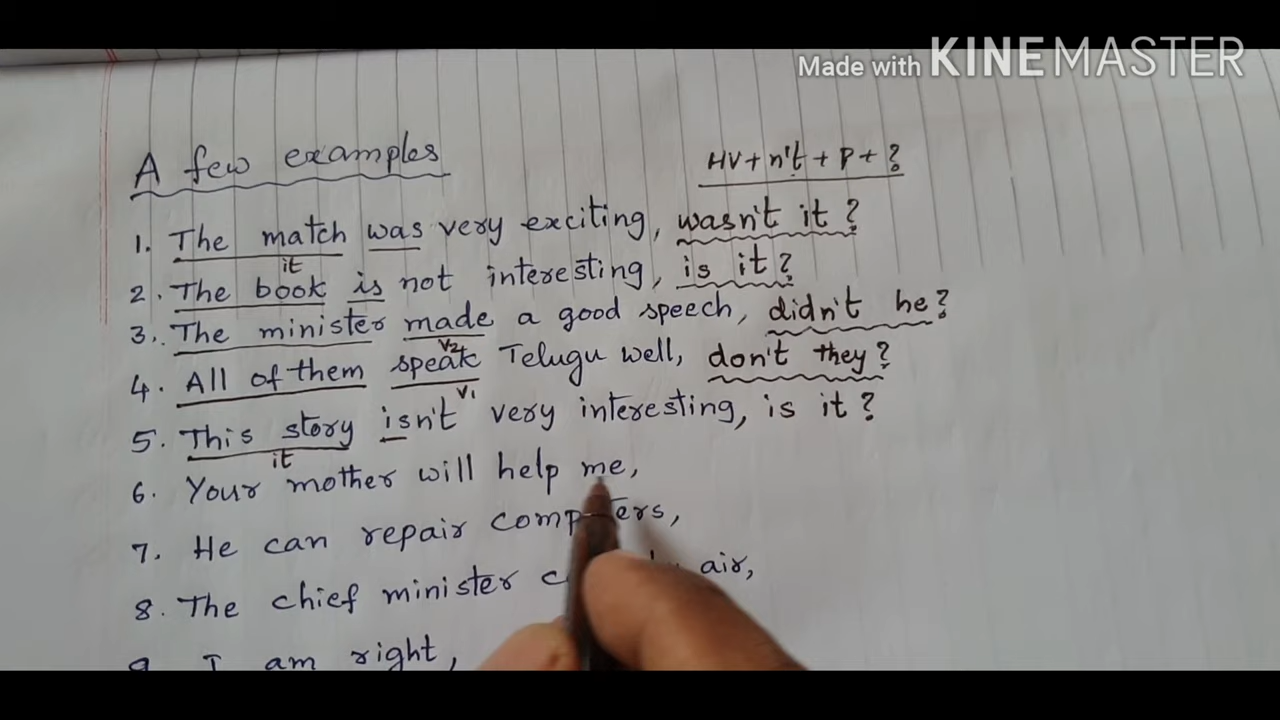 Made with KINEMASTER
A few examples
HV + n't + P + ?
1. The match was very exciting, wasn't it?
it
2. The book is not interesting, is it?
3. The minister made a good speech, didn't he?
V2
4. All of them speak Telugu well, don't they?
V1
5. This story isn't very interesting, is it?
it
6. Your mother will help me,
7. He can repair computers,
8. The chief minister air,
9. I am right,